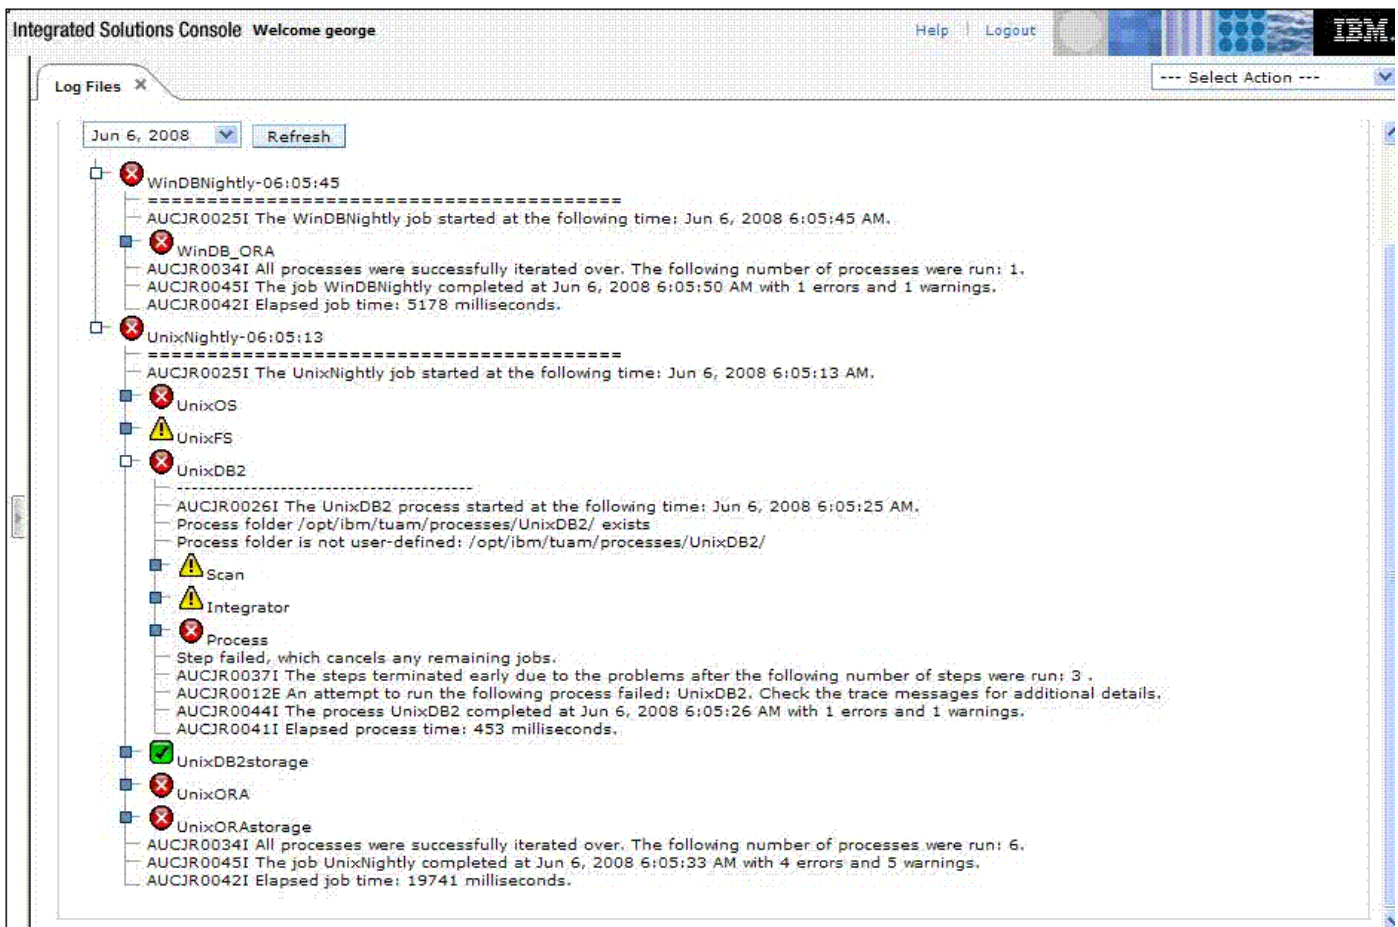 Integrated Solutions Console Welcome george
Help | Logout
IBM.
Log Files
--- Select Action ---
Jun 6, 2008
Refresh
WinDBNightly-06:05:45
========================================
AUCJR0025I The WinDBNightly job started at the following time: Jun 6, 2008 6:05:45 AM.
WinDB_ORA
AUCJR0034I All processes were successfully iterated over. The following number of processes were run: 1.
AUCJR0045I The job WinDBNightly completed at Jun 6, 2008 6:05:50 AM with 1 errors and 1 warnings.
AUCJR0042I Elapsed job time: 5178 milliseconds.
UnixNightly-06:05:13
========================================
AUCJR0025I The UnixNightly job started at the following time: Jun 6, 2008 6:05:13 AM.
UnixOS
UnixFS
UnixDB2
-----------------------------------
AUCJR0026I The UnixDB2 process started at the following time: Jun 6, 2008 6:05:25 AM.
Process folder /opt/ibm/tuam/processes/UnixDB2/ exists
Process folder is not user-defined: /opt/ibm/tuam/processes/UnixDB2/
Scan
Integrator
Process
Step failed, which cancels any remaining jobs.
AUCJR0037I The steps terminated early due to the problems after the following number of steps were run: 3 .
AUCJR0012E An attempt to run the following process failed: UnixDB2. Check the trace messages for additional details.
AUCJR0044I The process UnixDB2 completed at Jun 6, 2008 6:05:26 AM with 1 errors and 1 warnings.
AUCJR0041I Elapsed process time: 453 milliseconds.
UnixDB2storage
UnixORA
UnixORAstorage
AUCJR0034I All processes were successfully iterated over. The following number of processes were run: 6.
AUCJR0045I The job UnixNightly completed at Jun 6, 2008 6:05:33 AM with 4 errors and 5 warnings.
AUCJR0042I Elapsed job time: 19741 milliseconds.